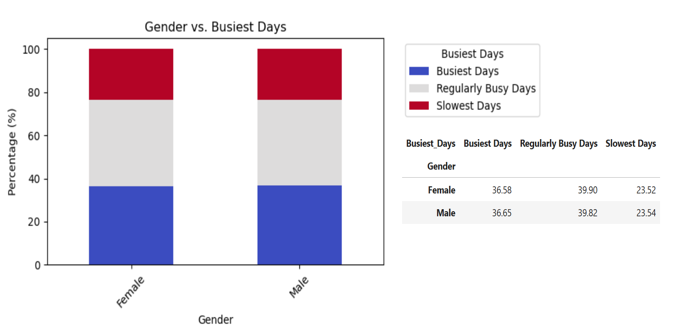 Gender vs. Busiest Days
Percentage (%)
100
80
60
40
20
0
Female
Male
Gender
Busiest Days
Busiest Days
Regularly Busy Days
Slowest Days
Busiest_Days Busiest Days Regularly Busy Days Slowest Days
Gender
Female 36.58 39.90 23.52
Male 36.65 39.82 23.54